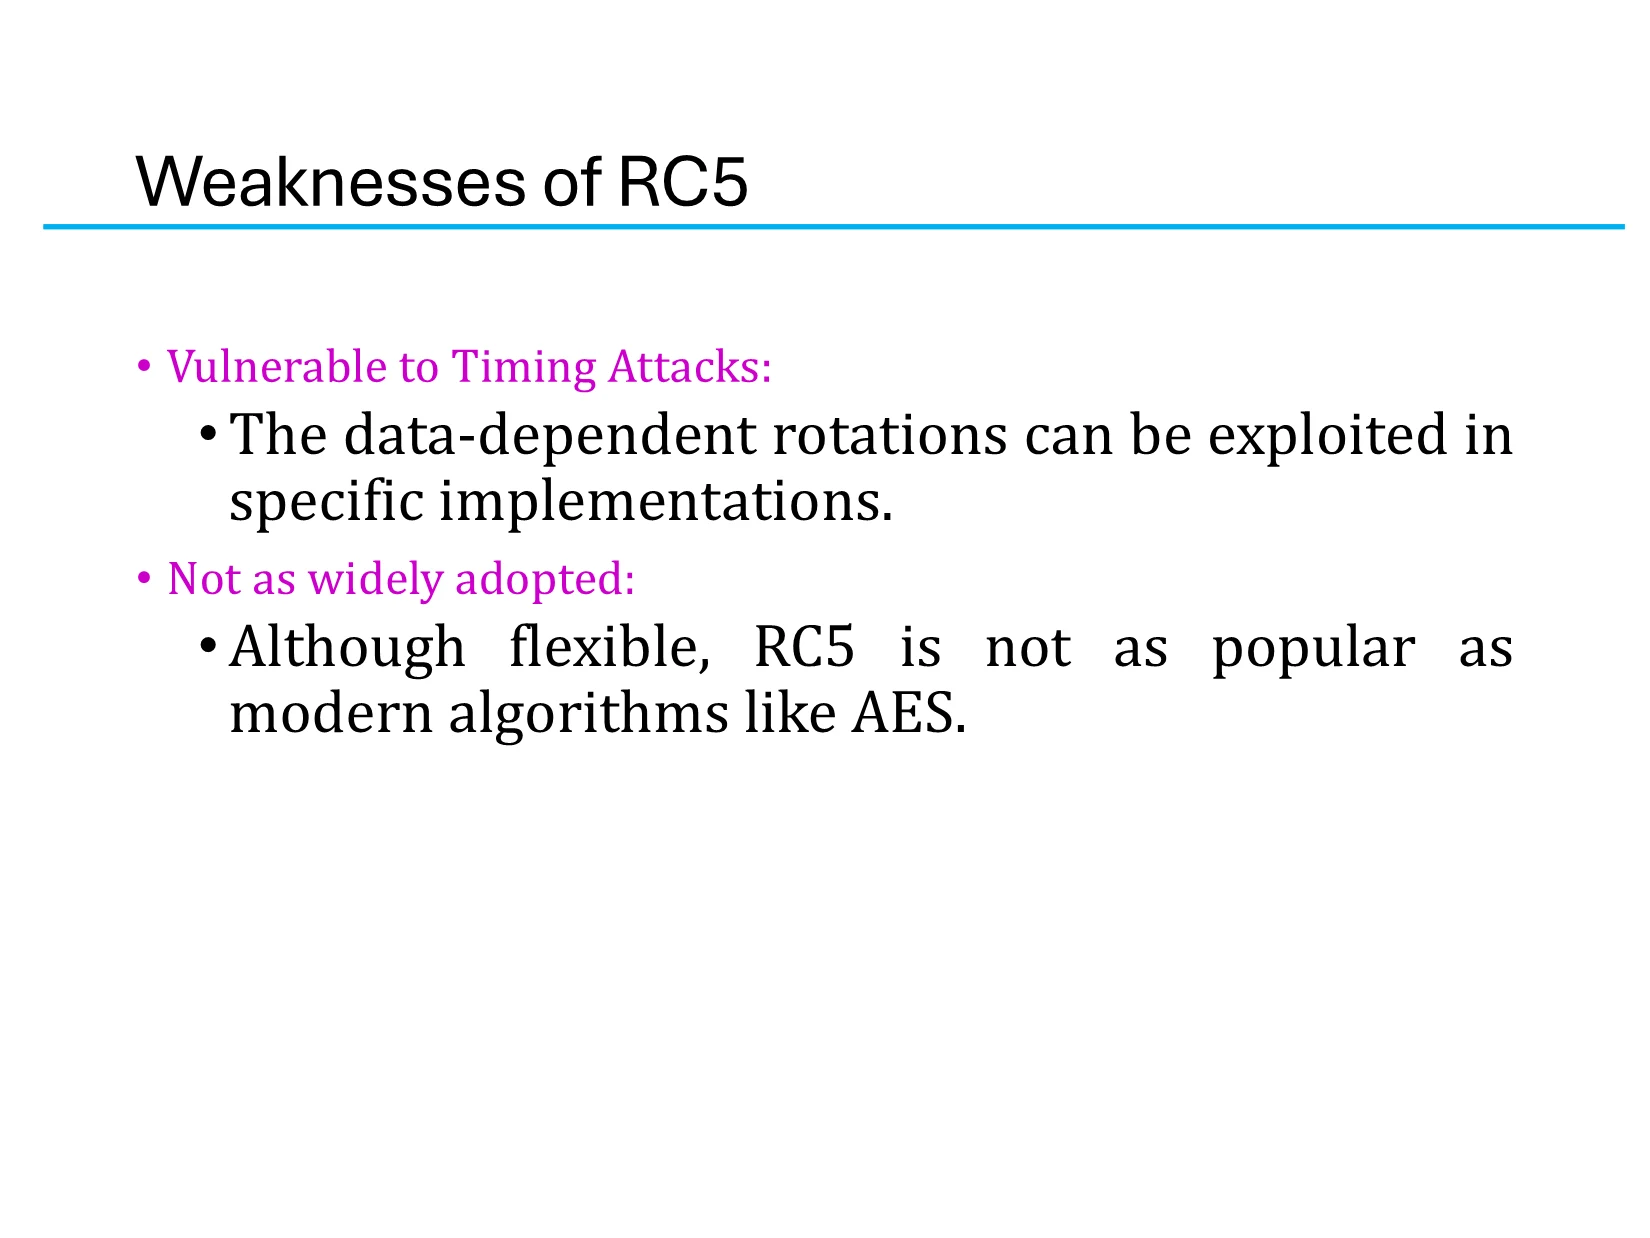 Weaknesses of RC5
• Vulnerable to Timing Attacks:
• The data-dependent rotations can be exploited in
specific implementations.
• Not as widely adopted:
• Although flexible, RC5 is not as popular as
modern algorithms like AES.